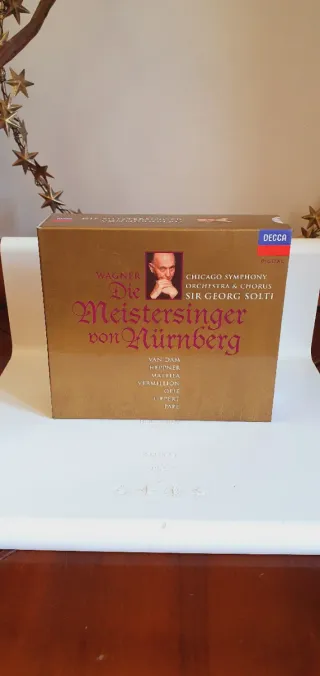 DECCA
WAGNER
CHICAGO SYMPHONY
ORCHESTRA & CHORUS
SIR GEORG SOLTI
Die
Meistersinger
von Nürnberg
VAN DAM
HEPPNER
MATTILA
VERMILLION
OPIE
LIPPERT
PAPE